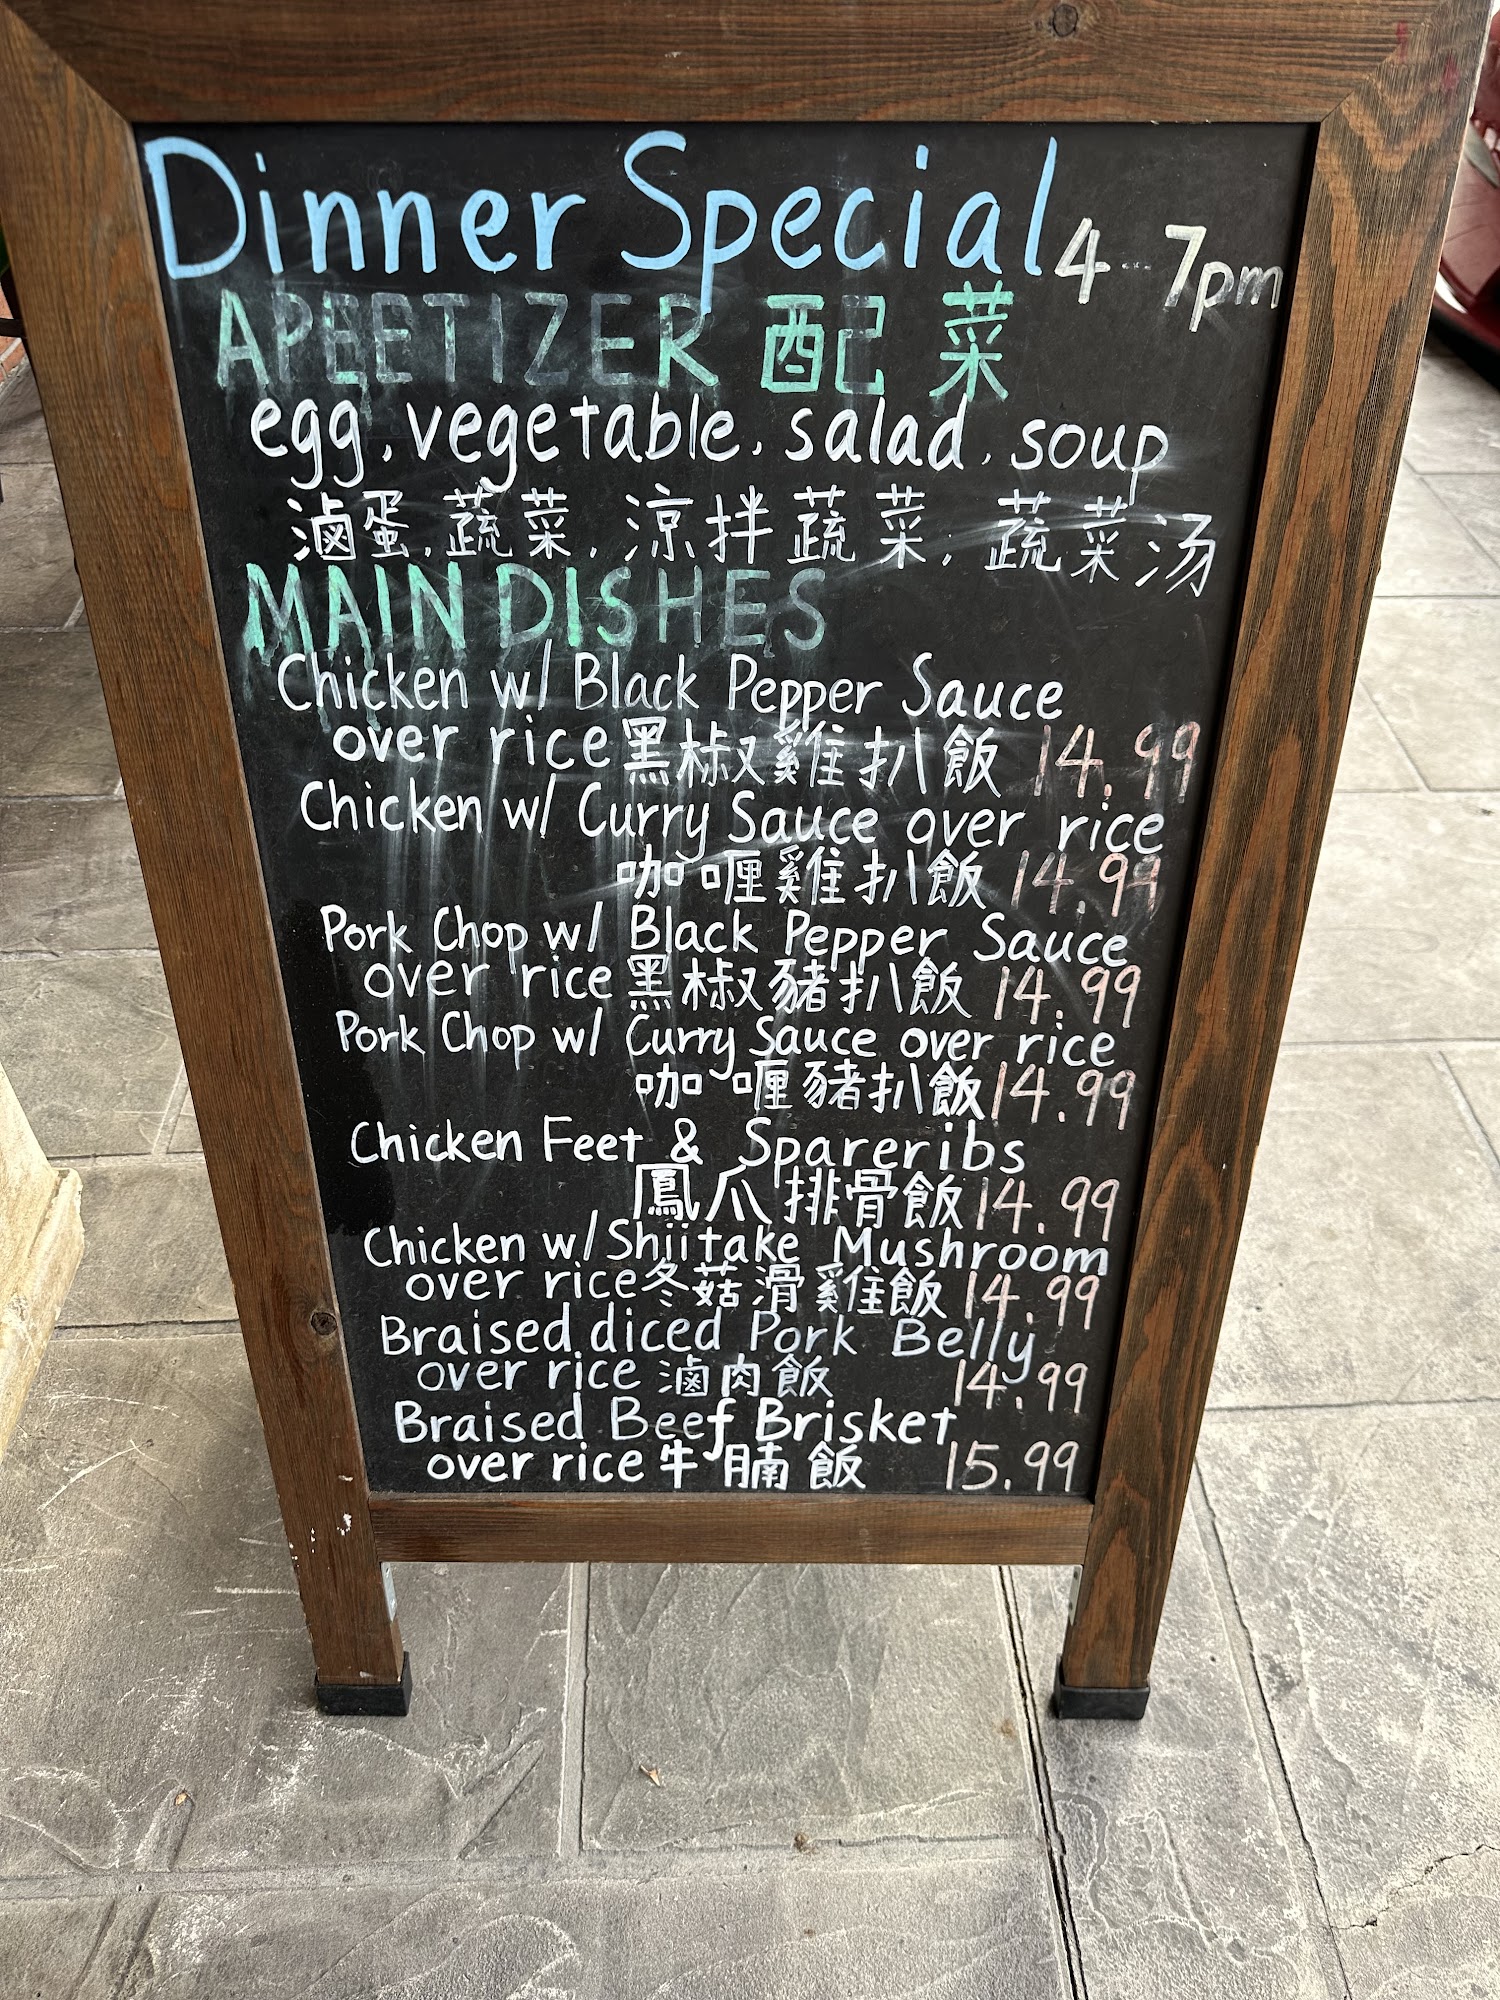 Dinner Special 4-7pm
APEETIZER 配菜
egg, vegetable, salad, soup
滷蛋, 蔬菜, 涼拌蔬菜, 蔬菜汤
MAIN DISHES
Chicken w/ Black Pepper Sauce
over rice 黑椒雞扒飯 14.99
Chicken w/ Curry Sauce over rice
咖喱雞扒飯 14.99
Pork Chop w/ Black Pepper Sauce
over rice 黑椒豬扒飯 14.99
Pork Chop w/ Curry Sauce over rice
咖喱豬扒飯 14.99
Chicken Feet & Spareribs
鳳爪排骨飯 14.99
Chicken w/ Shiitake Mushroom
over rice 冬菇滑雞飯 14.99
Braised diced Pork Belly
over rice 滷肉飯 14.99
Braised Beef Brisket
over rice 牛腩飯 15.99